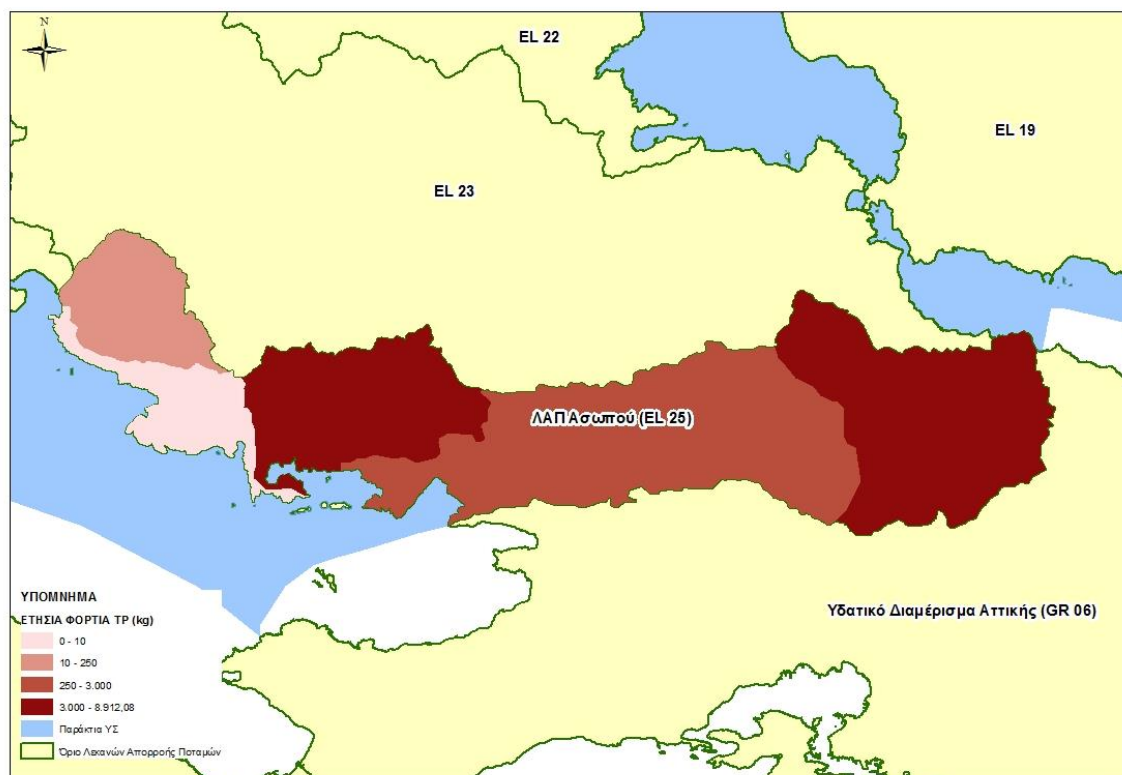 N
EL 22
EL 19
EL 23
ΛΑΠ Ασωπού (EL 25)
Υδατικό Διαμέρισμα Αττικής (GR 06)
ΥΠΟΜΝΗΜΑ
ΕΤΗΣΙΑ ΦΟΡΤΙΑ TP (kg)
0 - 10
10 - 250
250 - 3.000
3.000 - 8.912,08
Παράκτια ΥΣ
Όριο Λεκανών Απορροής Ποταμών